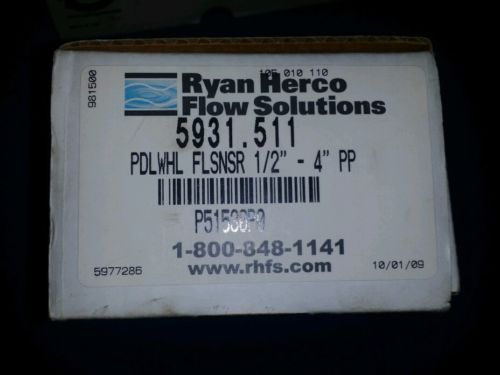 105 010 110
981500
Ryan Herco
Flow Solutions
5931.511
PDLWHL FLSNSR 1/2" - 4" PP
P51530P0
1-800-848-1141
www.rhfs.com
5977286
10/01/09